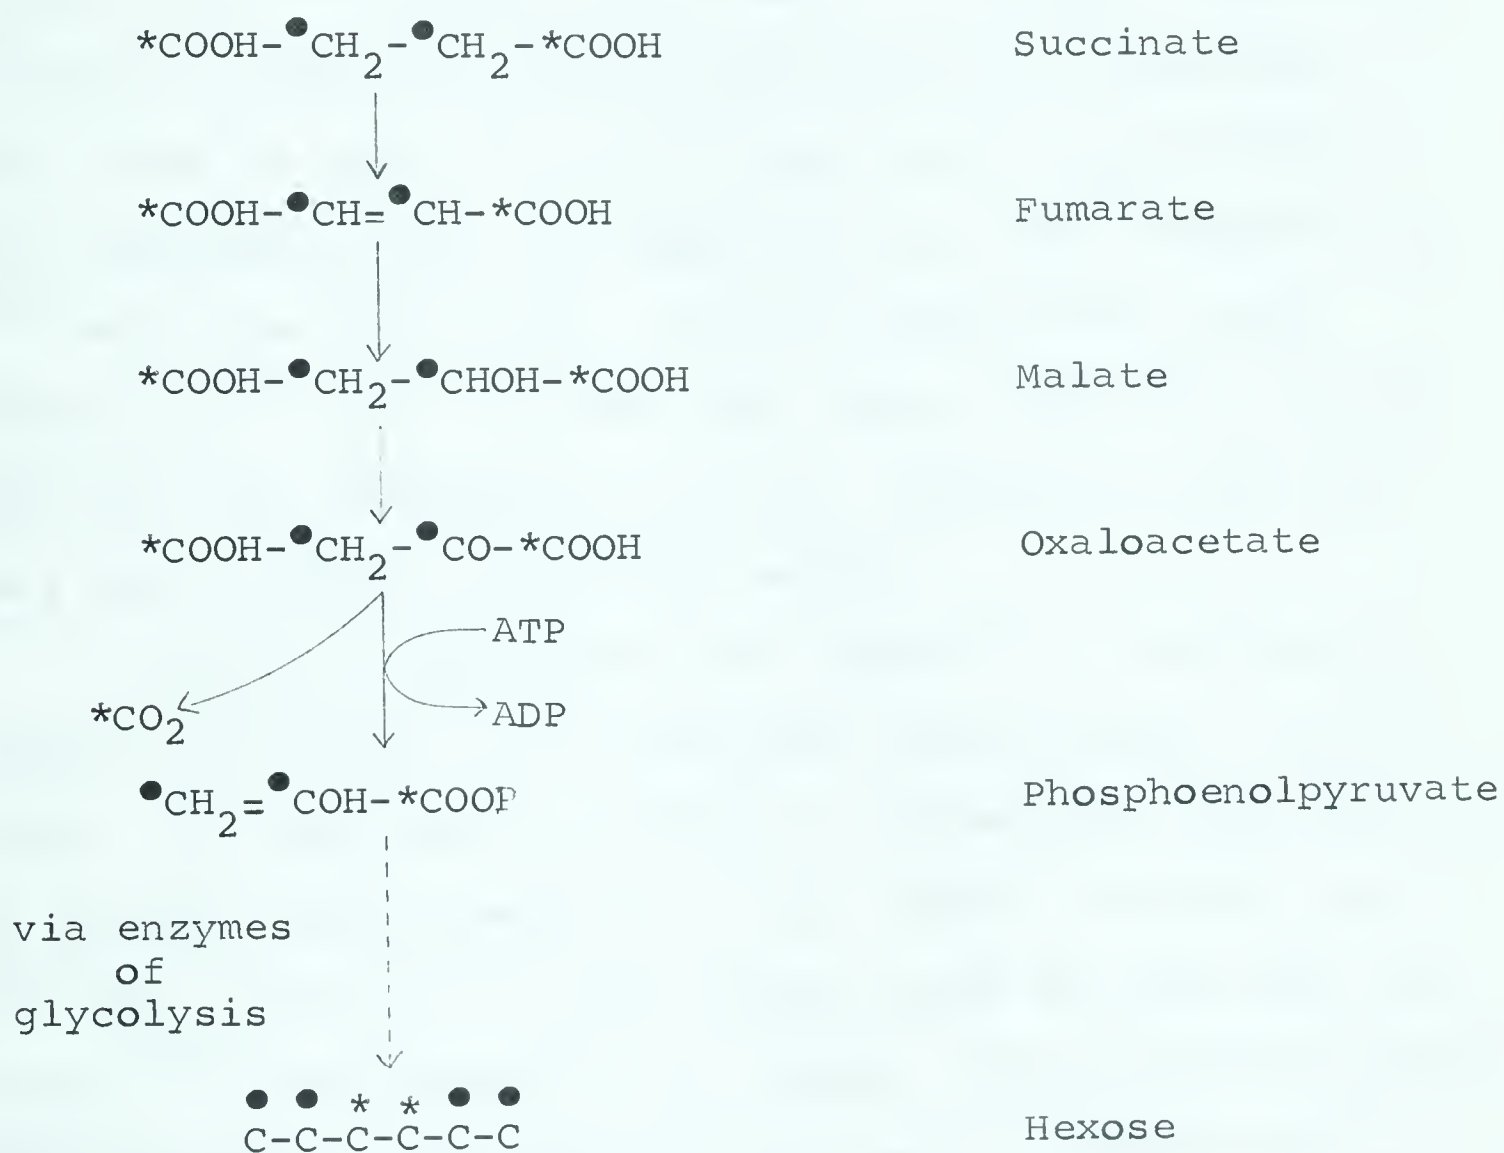 *COOH-●CH2-●CH2-*COOH Succinate
*COOH-●CH=●CH-*COOH Fumarate
*COOH-●CH2-●CHOH-*COOH Malate
*COOH-●CH2-●CO-*COOH Oxaloacetate
ATP
*CO2 ADP
●CH2=●COH-*COOP Phosphoenolpyruvate
via enzymes
of
glycolysis
● ● * * ● ●
C-C-C-C-C-C Hexose